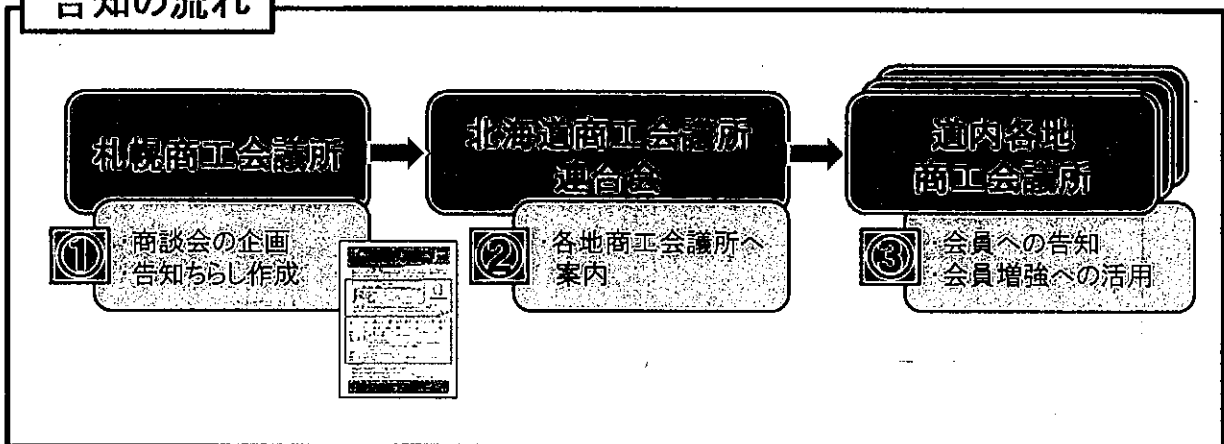 告知の流れ
札幌商工会議所
北海道商工会議所
連合会
道内各地
商工会議所
① 商談会の企画
告知ちらし作成
② 各地商工会議所へ
案内
③ 会員への告知
会員増強への活用